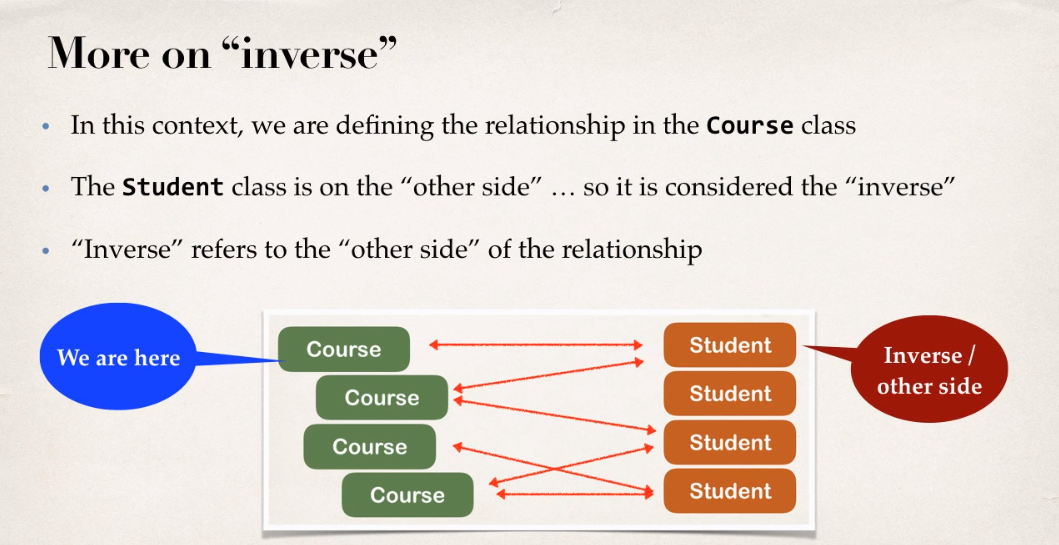 More on “inverse”
• In this context, we are defining the relationship in the Course class
• The Student class is on the “other side” … so it is considered the “inverse”
• “Inverse” refers to the “other side” of the relationship
We are here
Course
Course
Course
Course
Student
Student
Student
Student
Inverse /
other side